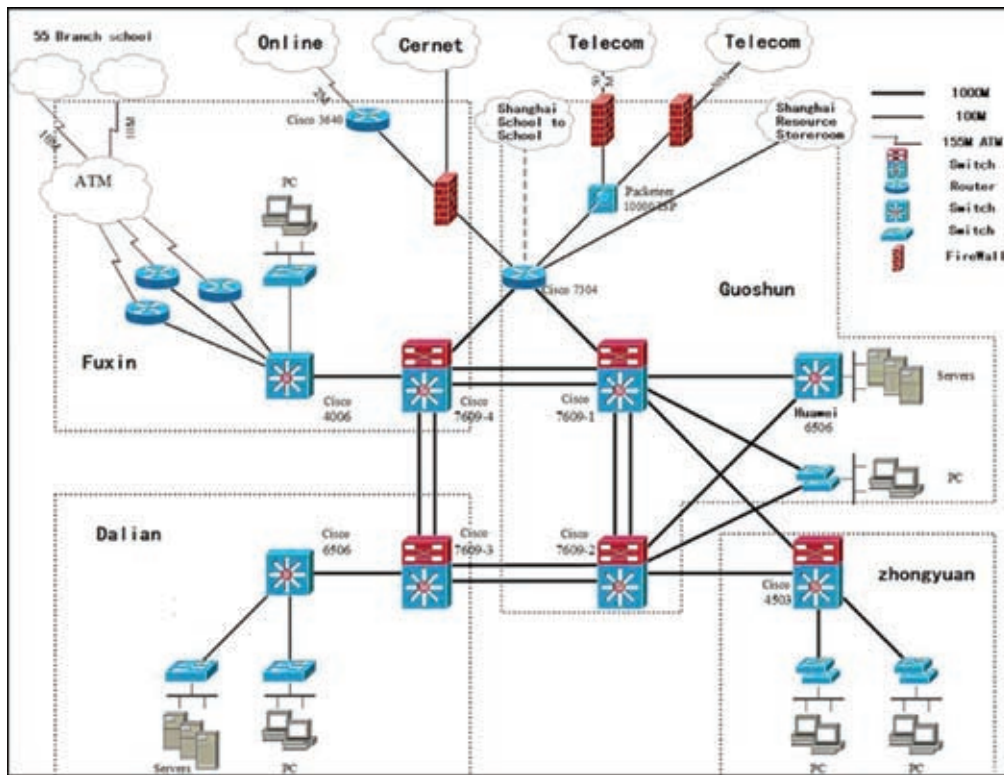 55 Branch school
Online
Cernet
Telecom
Telecom
2M
Cisco 3640
Shanghai
School to
School
Shanghai
Resource
Storeroom
1000M
100M
155M ATM
Switch
Router
Switch
Switch
FireWall
ATM
PC
Packeteer
Cisco 7304
Guoshun
Fuxin
Cisco
4006
Cisco
7609-4
Cisco
7609-1
Huawei
6506
Servers
PC
Dalian
Cisco
6506
Cisco
7609-3
Cisco
7609-2
zhongyuan
Cisco
4503
Servers
PC
PC
PC